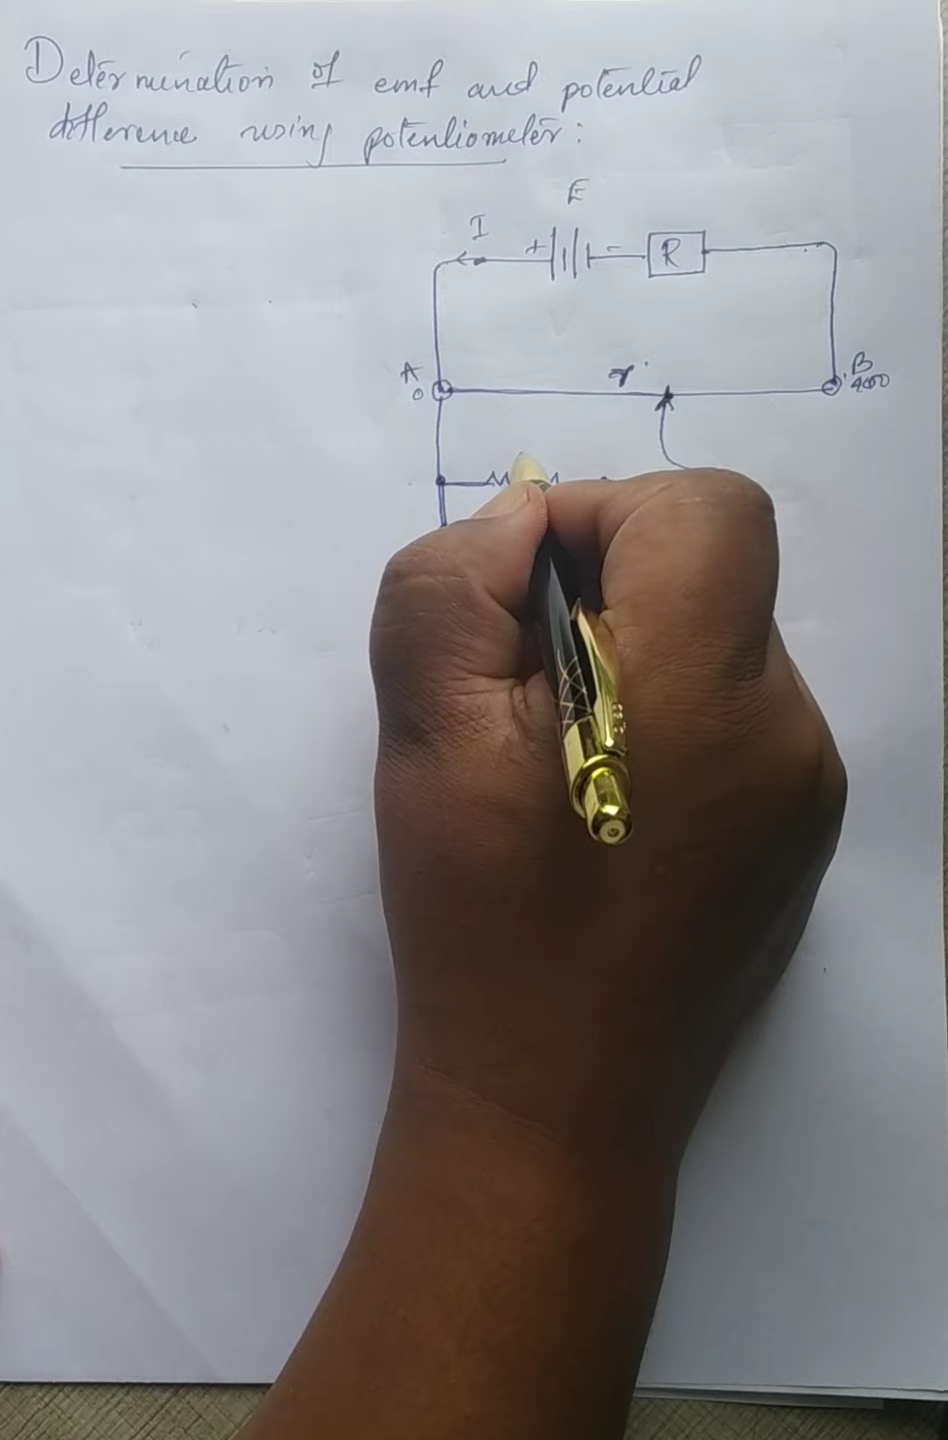 Determination of emf and potential
difference using potentiometer:
E
I
+ -
R
A
0
r
B
400